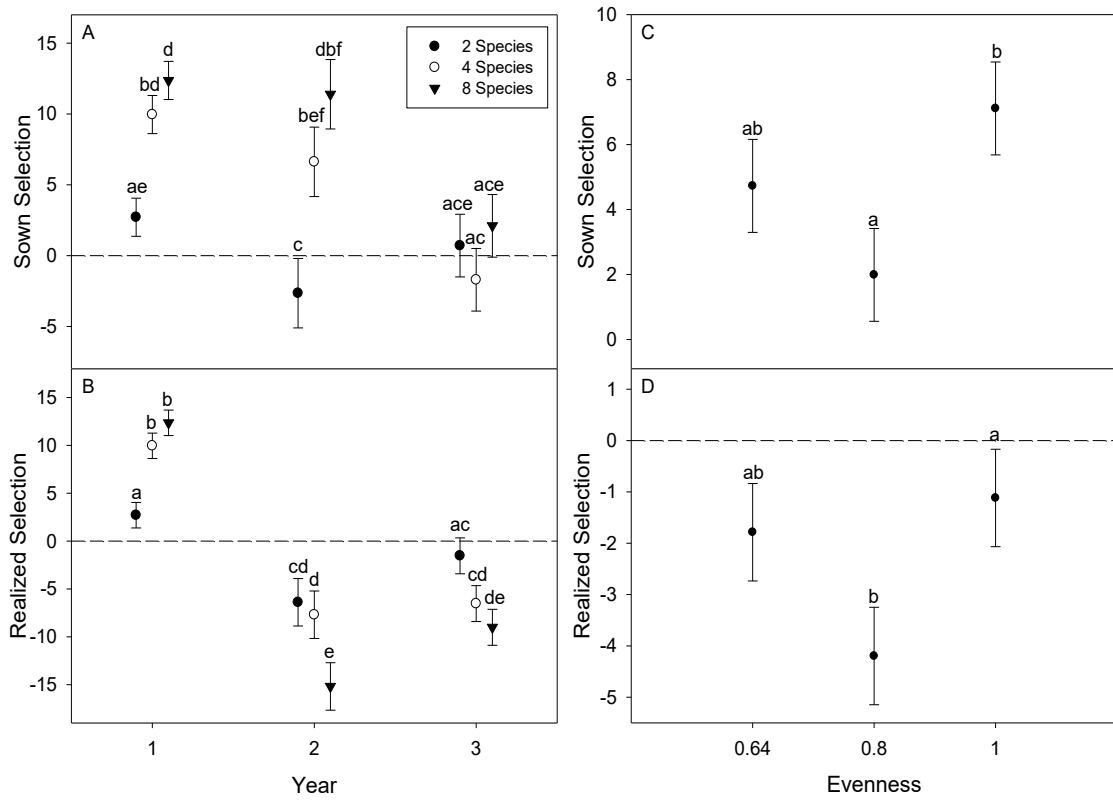 A
15
10
5
0
-5
Sown Selection
ae
bd
d
c
bef
dbf
ace
ac
ace
2 Species
4 Species
8 Species
B
15
10
5
0
-5
-10
-15
Realized Selection
a
b
b
cd
d
e
ac
cd
de
1
2
3
Year
C
10
8
6
4
2
0
Sown Selection
ab
a
b
D
1
0
-1
-2
-3
-4
-5
Realized Selection
ab
b
a
0.64
0.8
1
Evenness